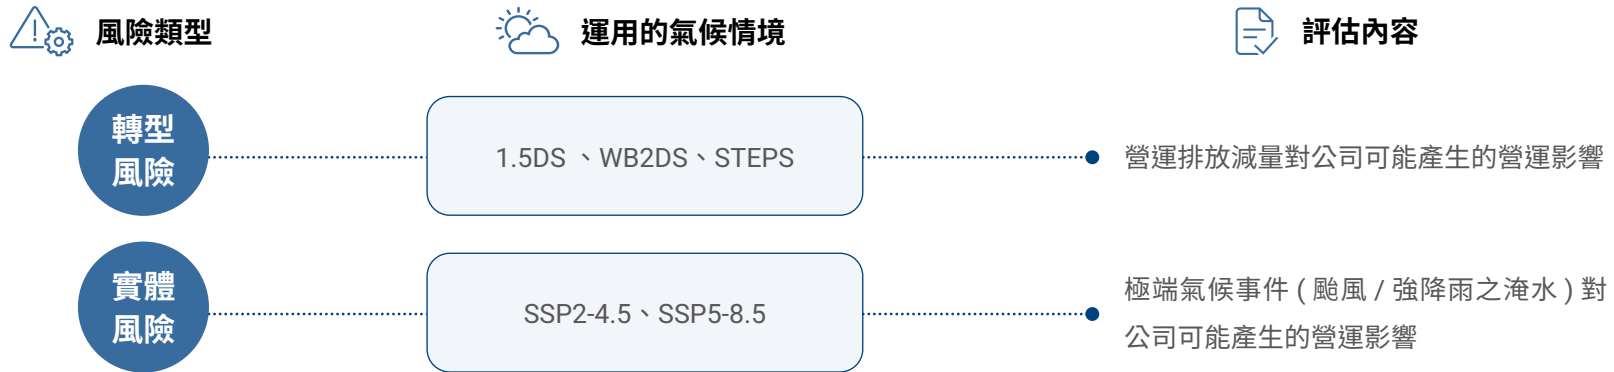 風險類型
運用的氣候情境
評估內容
轉型
風險
1.5DS 、WB2DS、STEPS
營運排放減量對公司可能產生的營運影響
實體
風險
SSP2-4.5、SSP5-8.5
極端氣候事件 ( 颱風 / 強降雨之淹水 ) 對
公司可能產生的營運影響